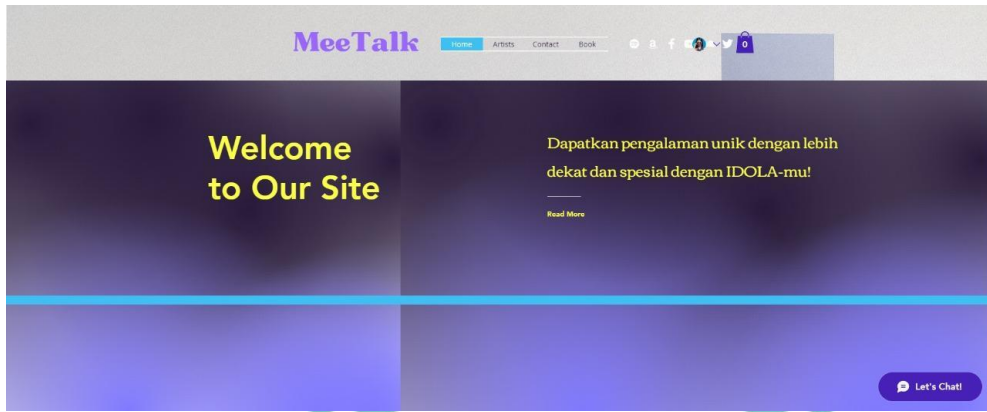 MeeTalk
Home Artists Contact Book
0
Welcome
to Our Site
Dapatkan pengalaman unik dengan lebih
dekat dan spesial dengan IDOLA-mu!
Read More
Let's Chat!